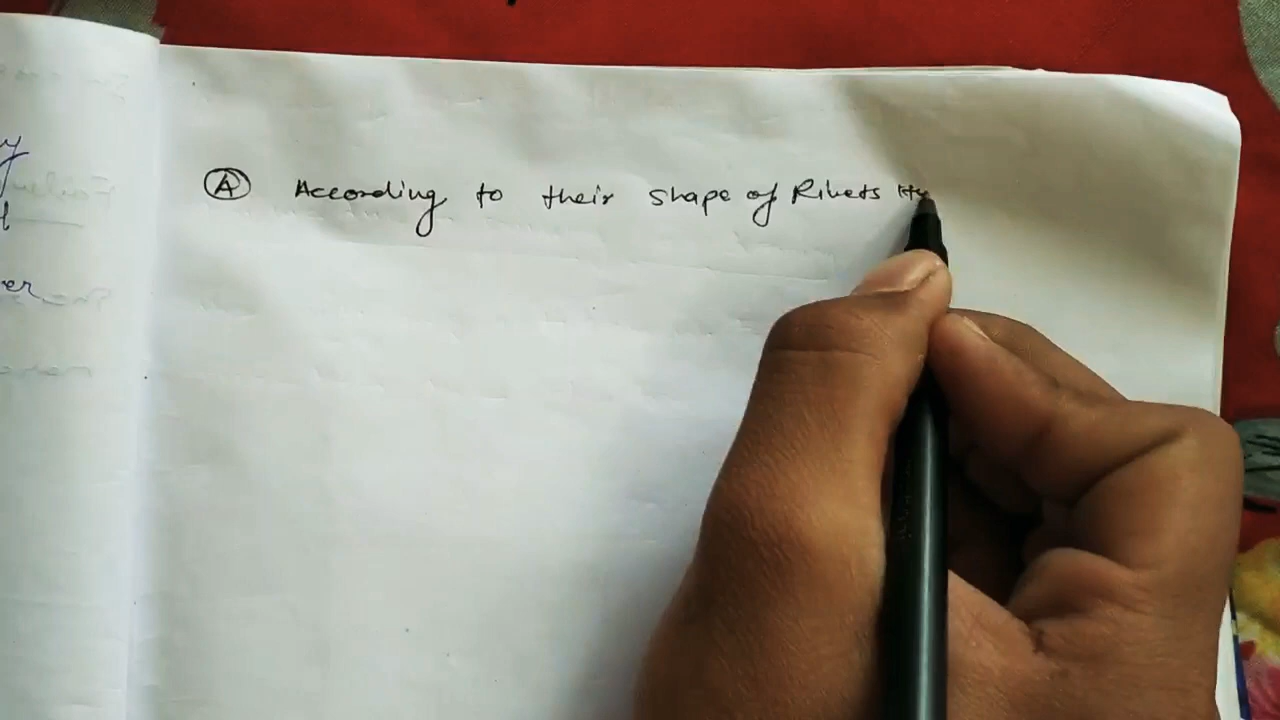 Ⓐ According to their shape of Rivets